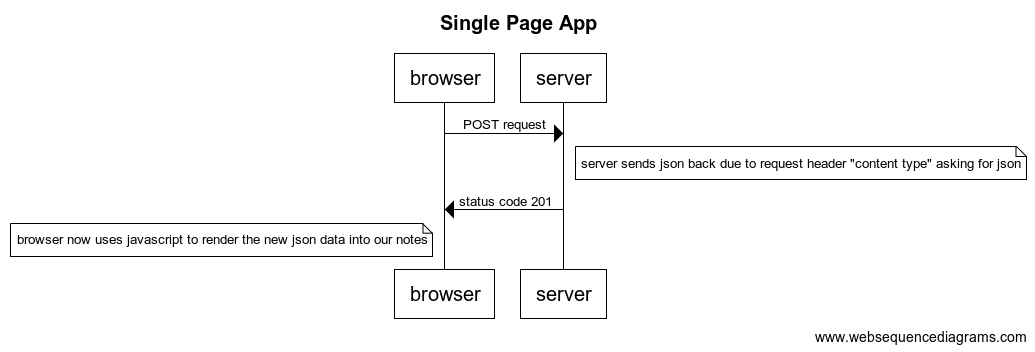 Single Page App
browser
server
POST request
server sends json back due to request header "content type" asking for json
status code 201
browser now uses javascript to render the new json data into our notes
browser
server
www.websequencediagrams.com